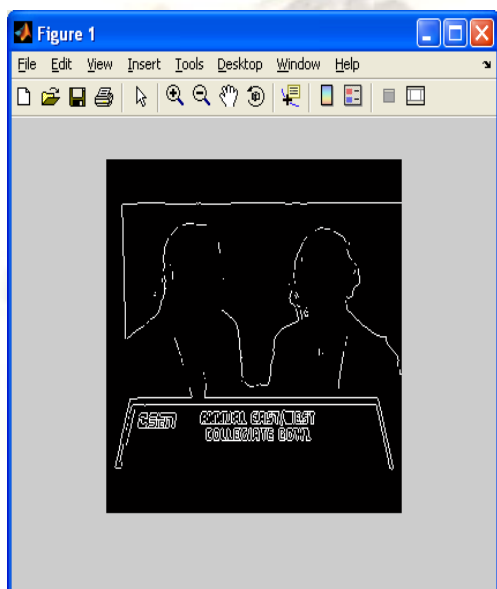 Figure 1
File Edit View Insert Tools Desktop Window Help
ANNUAL EAST/WEST
COLLEGIATE BOWL